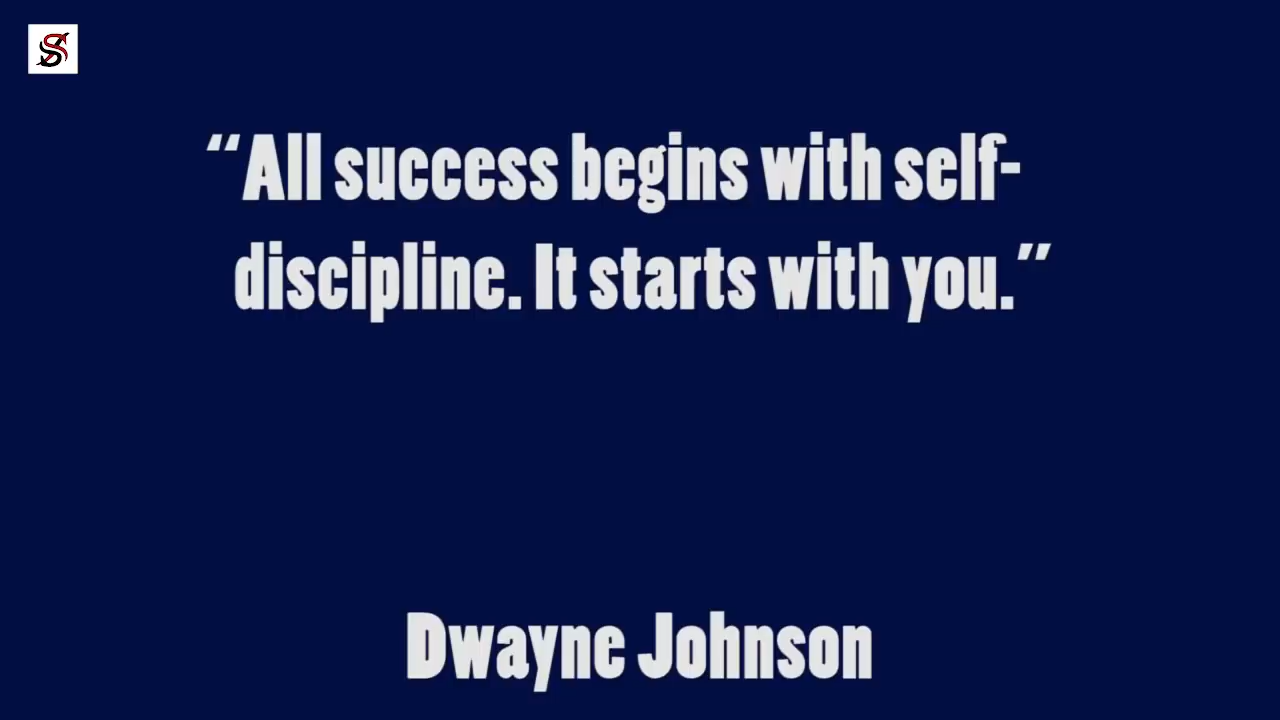 “All success begins with self-
discipline. It starts with you.”
Dwayne Johnson